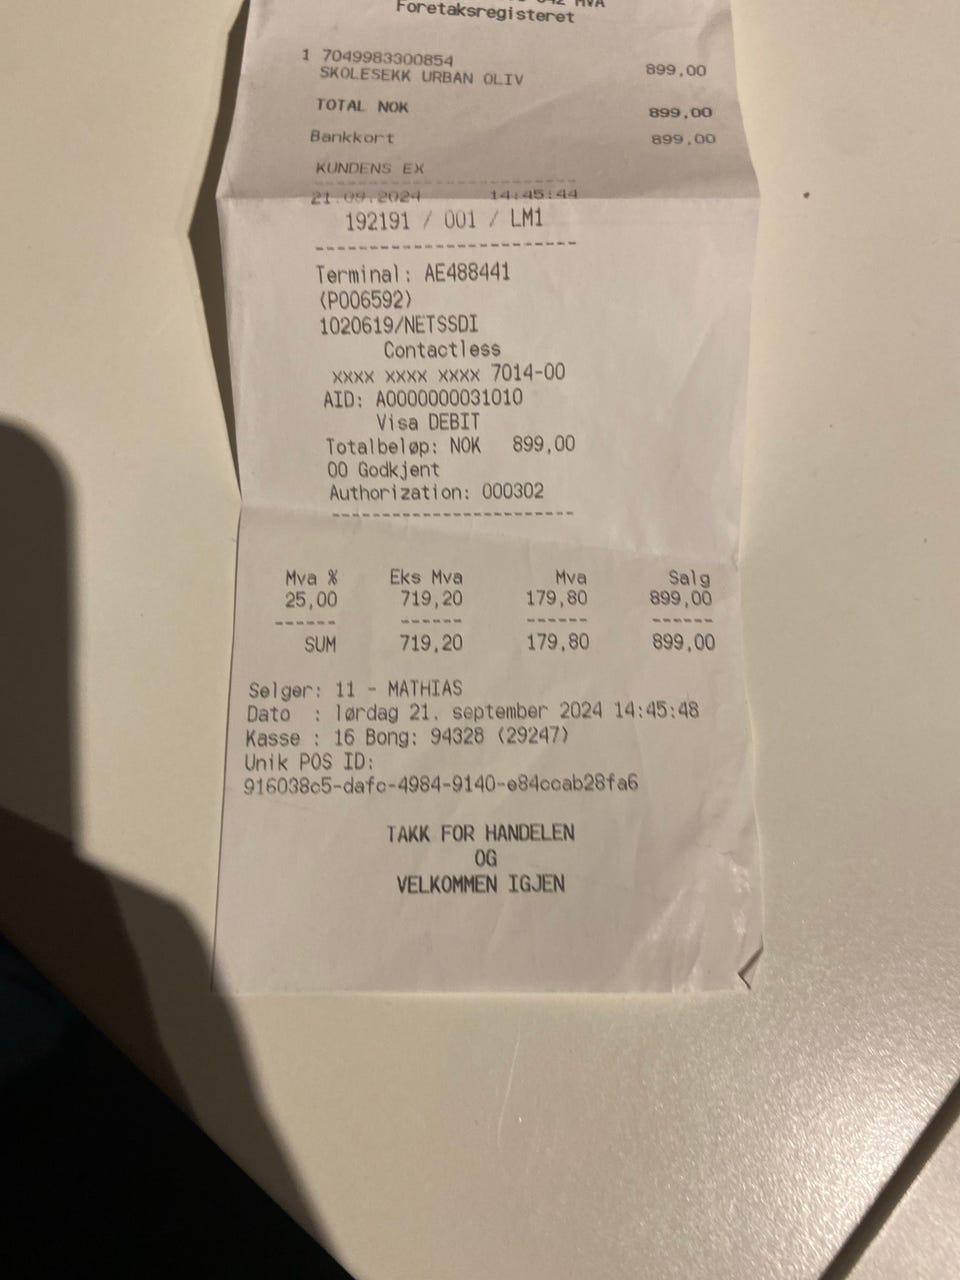 MVA
Foretaksregisteret
1 7049983300854 899,00
SKOLESEKK URBAN OLIV
TOTAL NOK 899,00
Bankkort 899,00
KUNDENS EX
------------------------
21.09.2024 14:45:44
192191 / 001 / LM1
------------------------
Terminal: AE488441
(P006592)
1020619/NETSSDI
Contactless
xxxx xxxx xxxx 7014-00
AID: A0000000031010
Visa DEBIT
Totalbeløp: NOK 899,00
00 Godkjent
Authorization: 000302
------------------------
Mva % Eks Mva Mva Salg
25,00 719,20 179,80 899,00
------ ------ ------ ------
SUM 719,20 179,80 899,00
Selger: 11 - MATHIAS
Dato : lørdag 21. september 2024 14:45:48
Kasse : 16 Bong: 94328 (29247)
Unik POS ID:
916038c5-dafc-4984-9140-e84ccab28fa6
TAKK FOR HANDELEN
OG
VELKOMMEN IGJEN